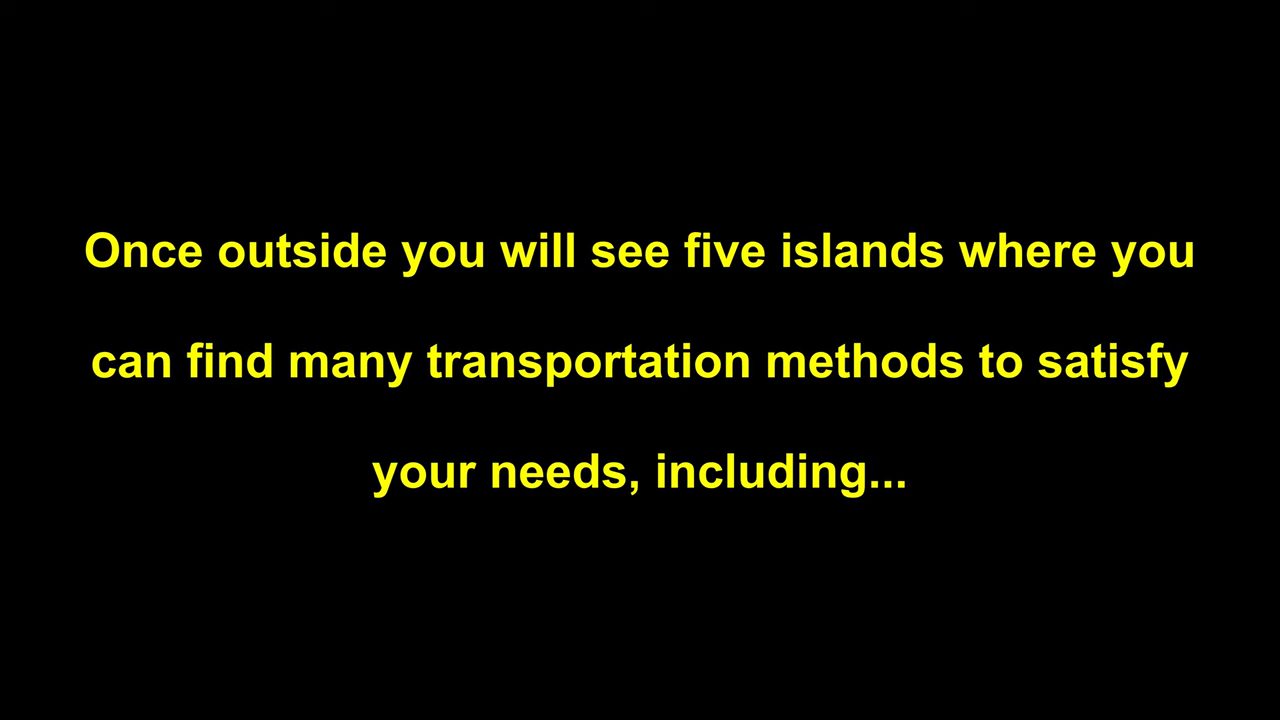 Once outside you will see five islands where you
can find many transportation methods to satisfy
your needs, including...